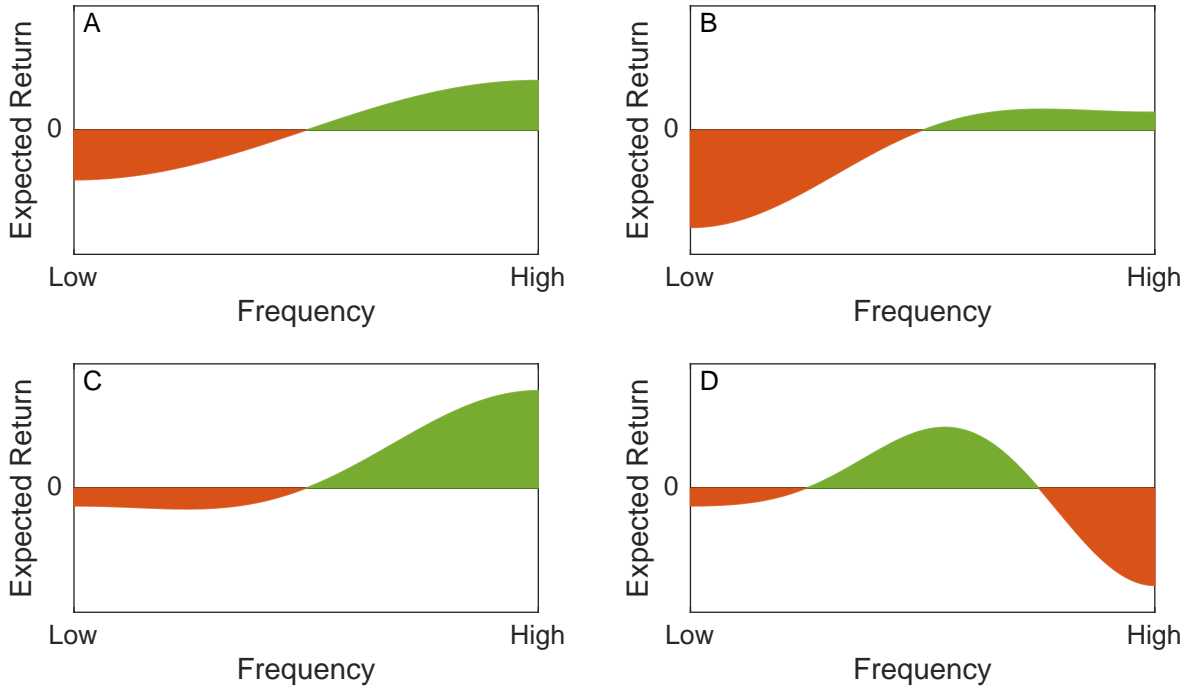 A
Expected Return
0
Low
High
Frequency
B
Expected Return
0
Low
High
Frequency
C
Expected Return
0
Low
High
Frequency
D
Expected Return
0
Low
High
Frequency